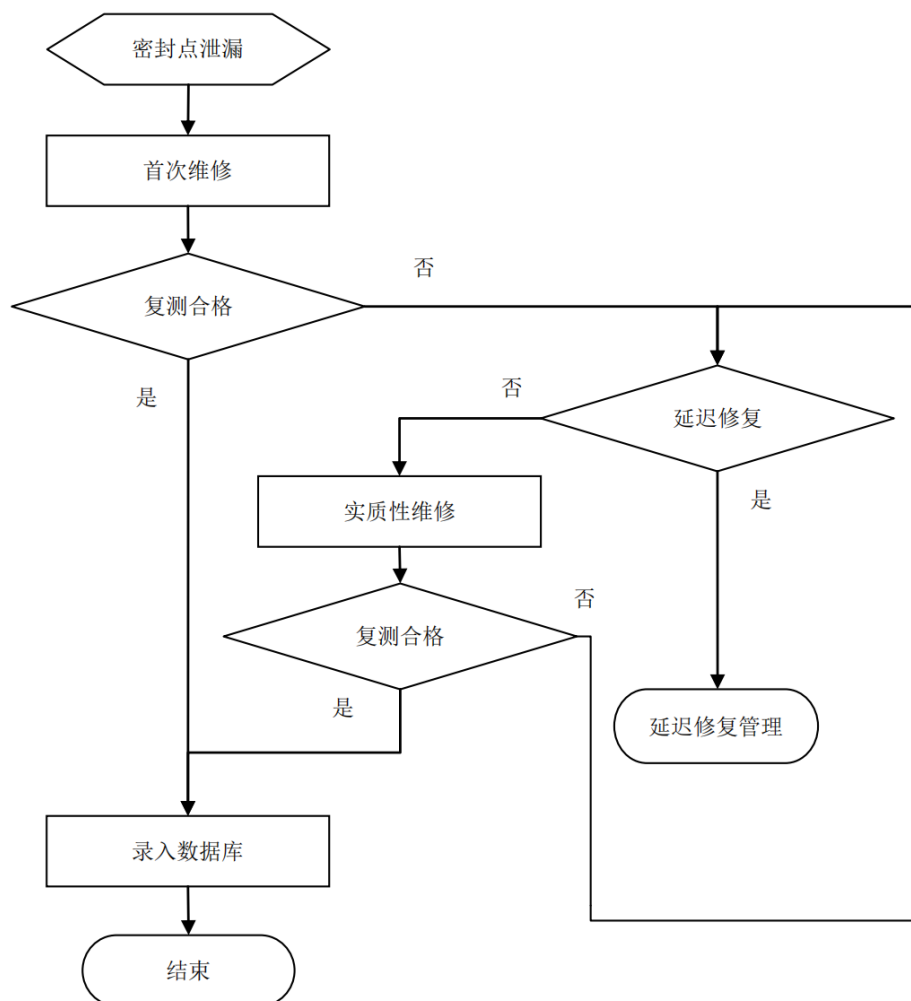 密封点泄漏
首次维修
否
复测合格
是
否
延迟修复
实质性维修
是
否
复测合格
是
延迟修复管理
录入数据库
结束